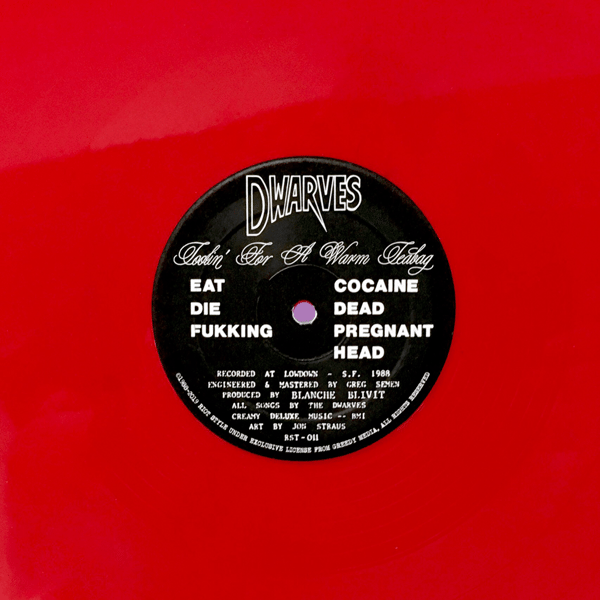 DWARVES
Toolin' For A Warm Teabag
EAT
DIE
FUKKING
COCAINE
DEAD
PREGNANT
HEAD
RECORDED AT LOWDOWN - S.F. 1988
ENGINEERED & MASTERED BY GREG SEMEN
PRODUCED BY BLANCHE BLIVIT
ALL SONGS BY THE DWARVES
CREAMY DELUXE MUSIC -- BMI
ART BY JON STRAUS
RST-011
©1988-2019 RIOT STYLE UNDER EXCLUSIVE LICENSE FROM GREEDY MEDIA, ALL RIGHTS RESERVED